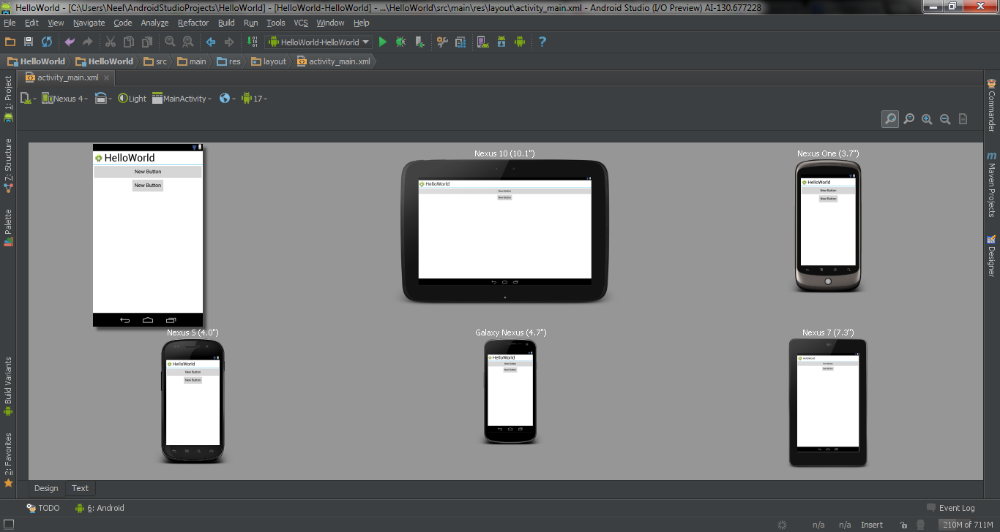 HelloWorld - [C:\Users\Neel\AndroidStudioProjects\HelloWorld] - [HelloWorld-HelloWorld] - ...\HelloWorld\src\main\res\layout\activity_main.xml - Android Studio (I/O Preview) AI-130.677228
File Edit View Navigate Code Analyze Refactor Build Run Tools VCS Window Help
HelloWorld-HelloWorld
HelloWorld HelloWorld src main res layout activity_main.xml
activity_main.xml
Nexus 4 Light MainActivity 17
1: Project
Z: Structure
Palette
Build Variants
2: Favorites
HelloWorld
New Button
New Button
Nexus 10 (10.1")
HelloWorld
New Button
New Button
Nexus One (3.7")
HelloWorld
New Button
New Button
Nexus S (4.0")
HelloWorld
New Button
New Button
Galaxy Nexus (4.7")
HelloWorld
New Button
New Button
Nexus 7 (7.3")
HelloWorld
New Button
New Button
Commander
Maven Projects
Designer
Design Text
TODO 6: Android Event Log
n/a n/a Insert 210M of 711M